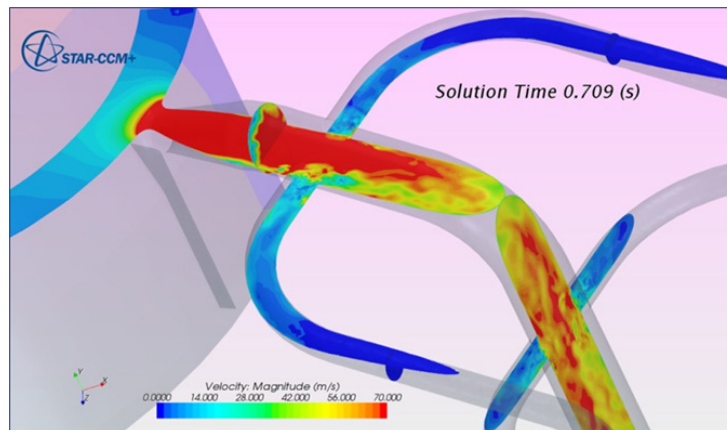 STAR-CCM+
Solution Time 0.709 (s)
Y
X
Z
Velocity: Magnitude (m/s)
0.0000 14.000 28.000 42.000 56.000 70.000